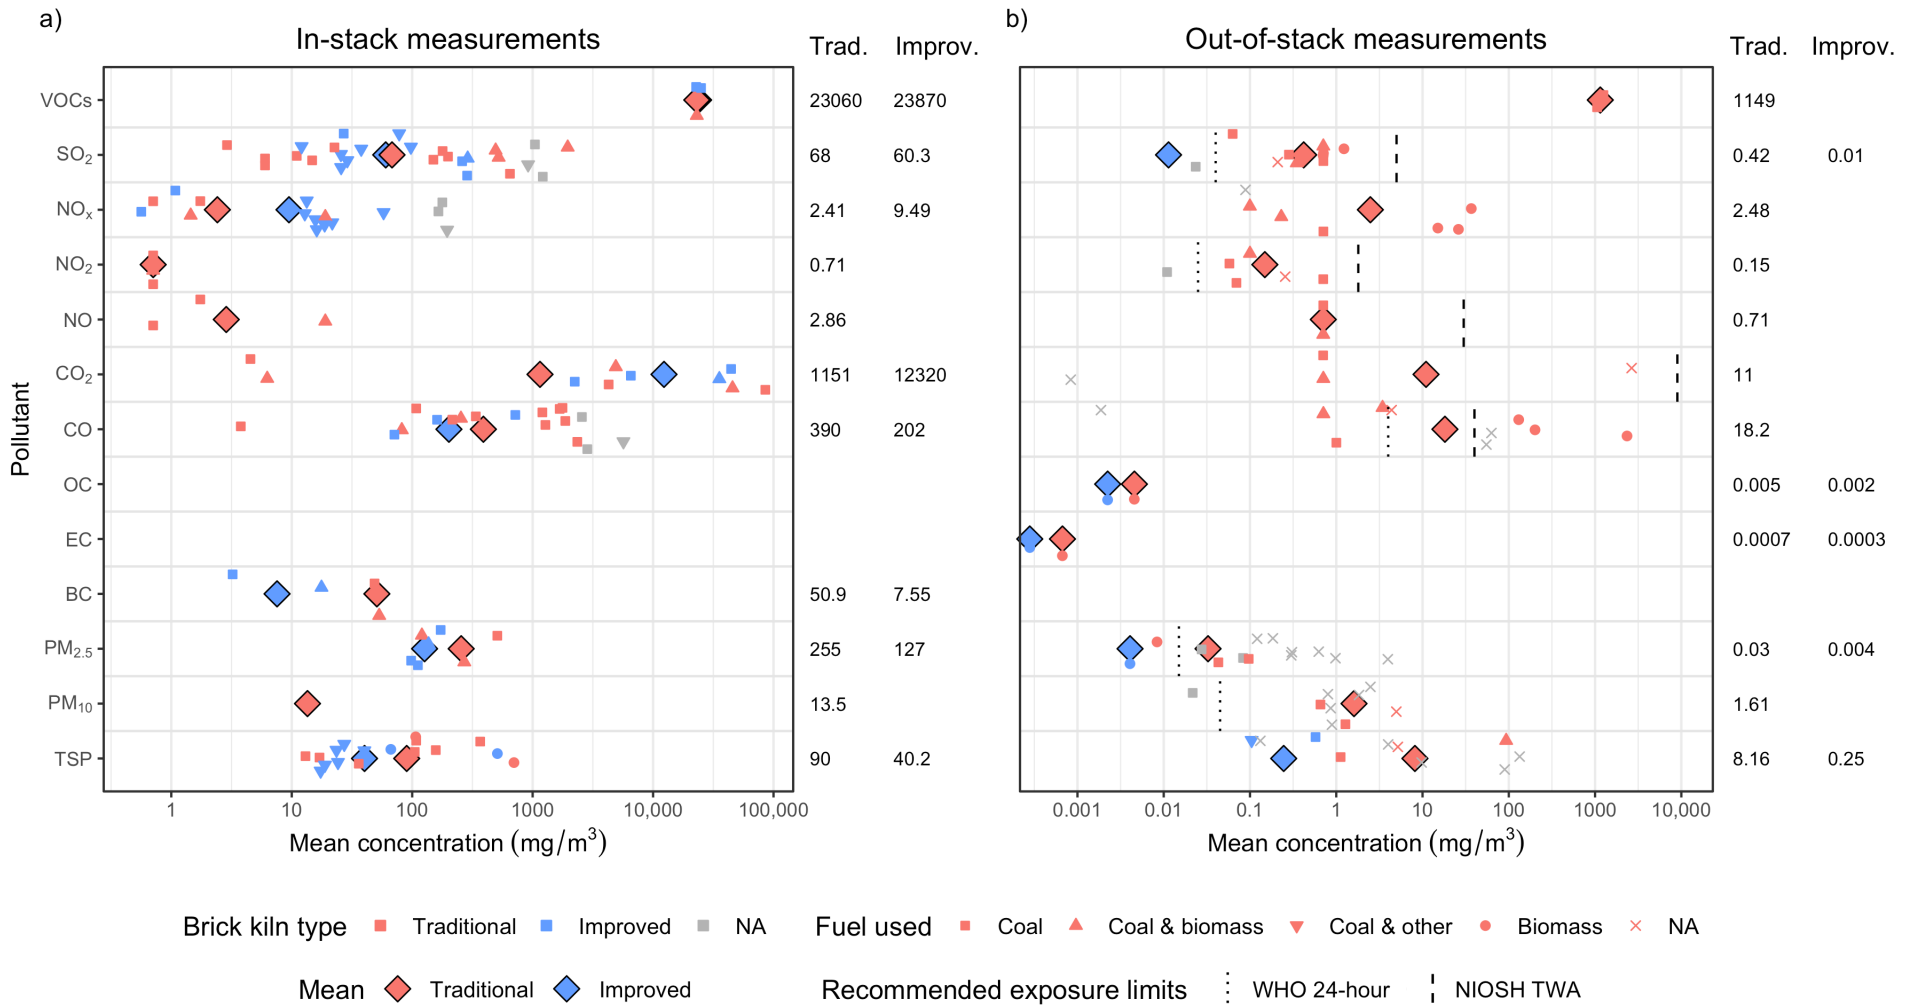 a)
In-stack measurements
Trad. Improv.
VOCs 23060 23870
SO2 68 60.3
NOx 2.41 9.49
NO2 0.71
NO 2.86
CO2 1151 12320
CO 390 202
OC
EC
BC 50.9 7.55
PM2.5 255 127
PM10 13.5
TSP 90 40.2
Pollutant
1 10 100 1000 10,000 100,000
Mean concentration (mg/m3)
b)
Out-of-stack measurements
Trad. Improv.
1149
0.42 0.01
2.48
0.15
0.71
11
18.2
0.005 0.002
0.0007 0.0003
0.03 0.004
1.61
8.16 0.25
0.001 0.01 0.1 1 10 100 1000 10,000
Mean concentration (mg/m3)
Brick kiln type Traditional Improved NA Fuel used Coal Coal & biomass Coal & other Biomass NA
Mean Traditional Improved Recommended exposure limits WHO 24-hour NIOSH TWA